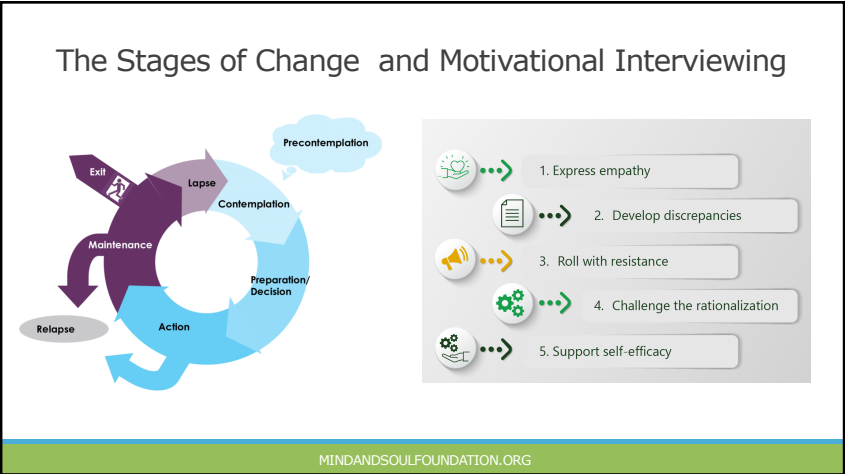 The Stages of Change and Motivational Interviewing
Precontemplation
Exit
Lapse
Contemplation
Maintenance
Preparation/
Decision
Relapse
Action
1. Express empathy
2. Develop discrepancies
3. Roll with resistance
4. Challenge the rationalization
5. Support self-efficacy
MINDANDSOULFOUNDATION.ORG